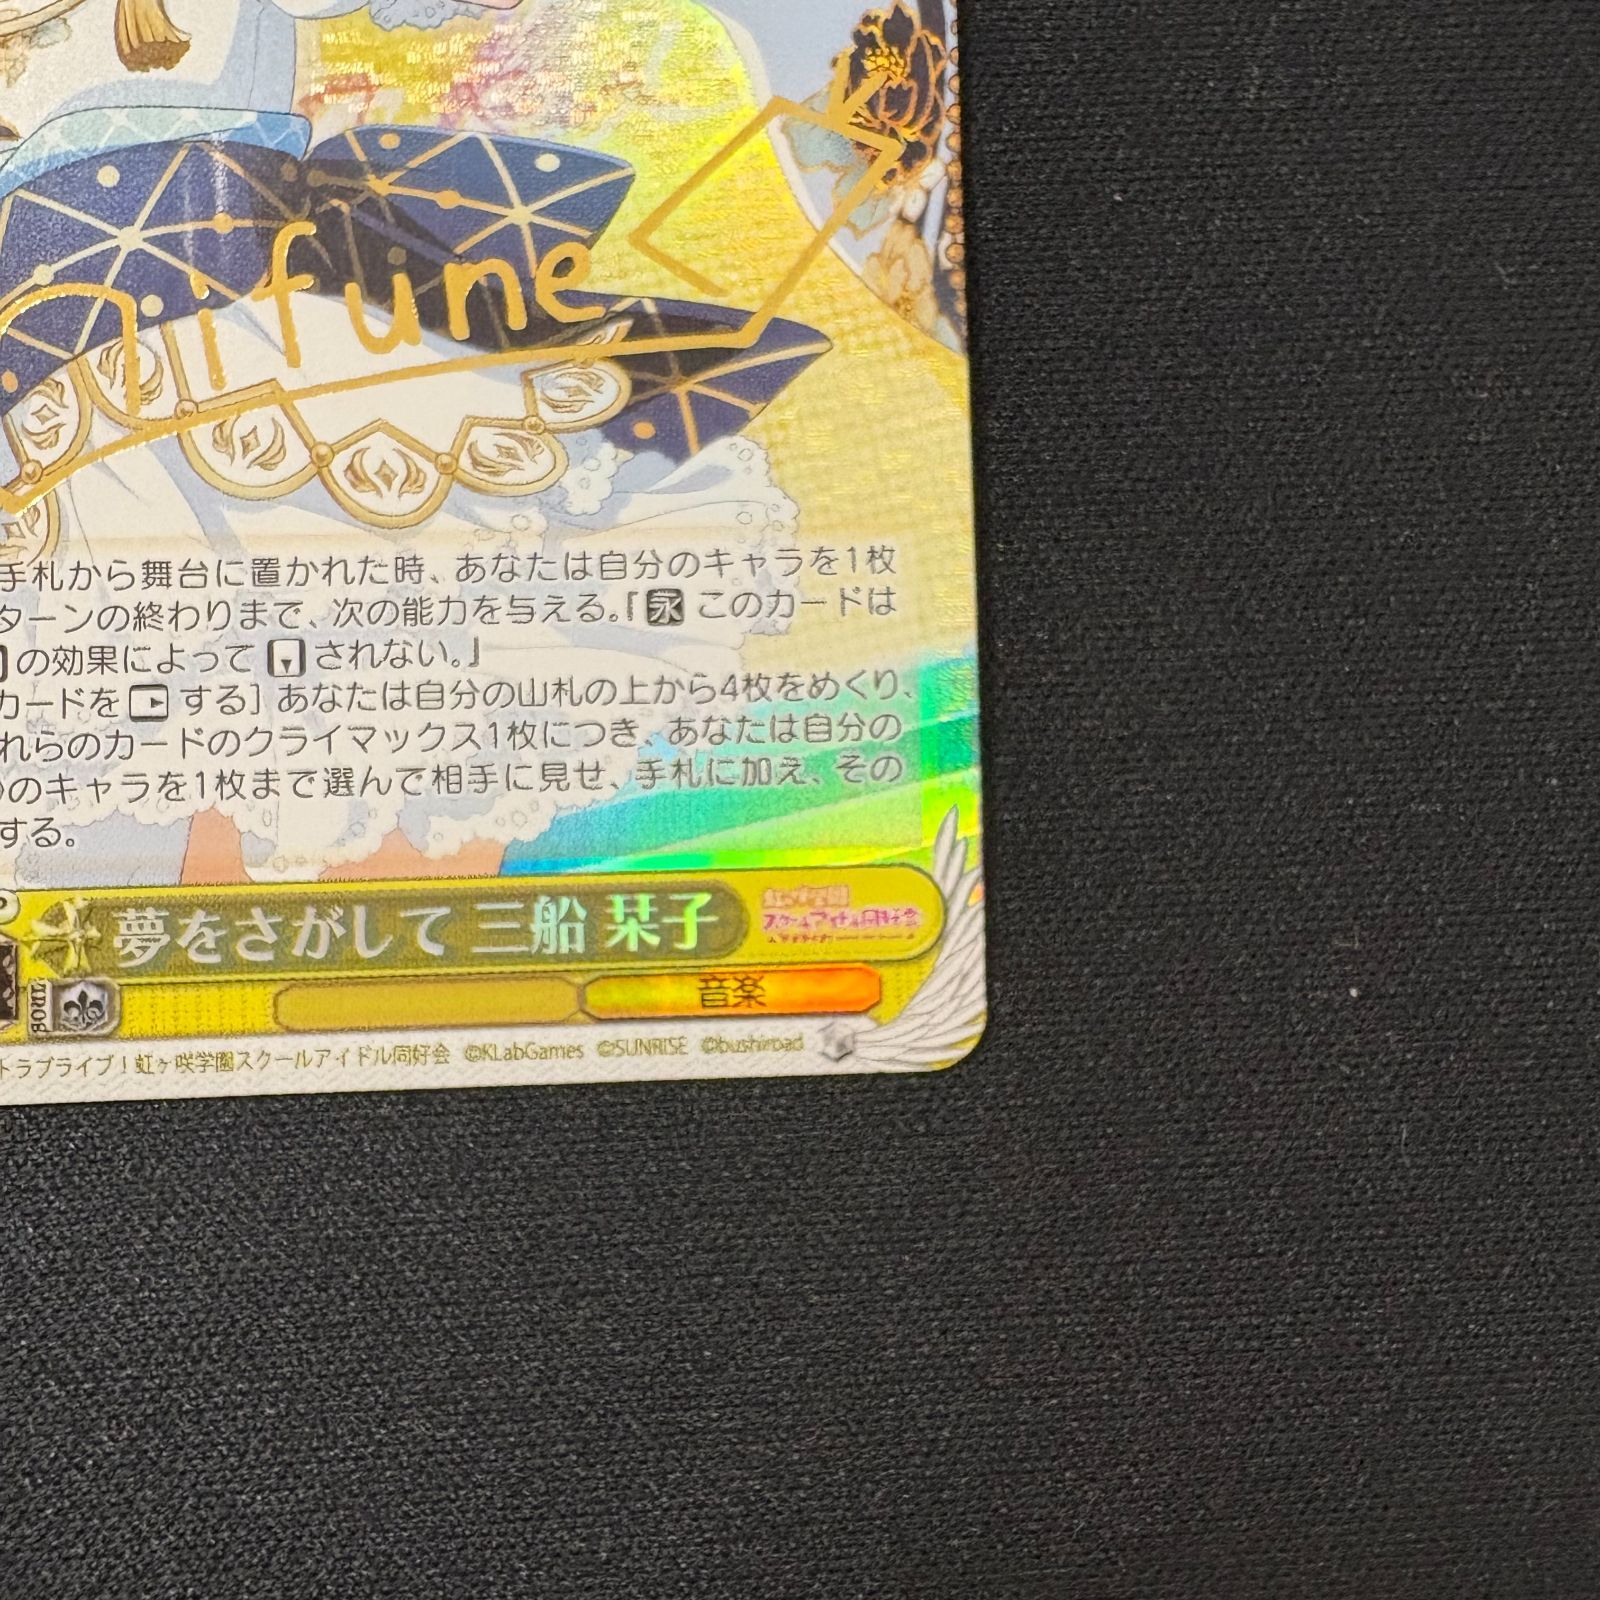 Mifune
手札から舞台に置かれた時、あなたは自分のキャラを1枚
ターンの終わりまで、次の能力を与える。『永 このカードは
』の効果によって されない。』
カードを する］ あなたは自分の山札の上から4枚をめくり、
れらのカードのクライマックス1枚につき、あなたは自分の
のキャラを1枚まで選んで相手に見せ、手札に加え、その
する。
夢をさがして 三船 栞子
SOUL 音楽
トラブライブ！虹ヶ咲学園スクールアイドル同好会 ©KLabGames ©SUNRISE ©bushiroad